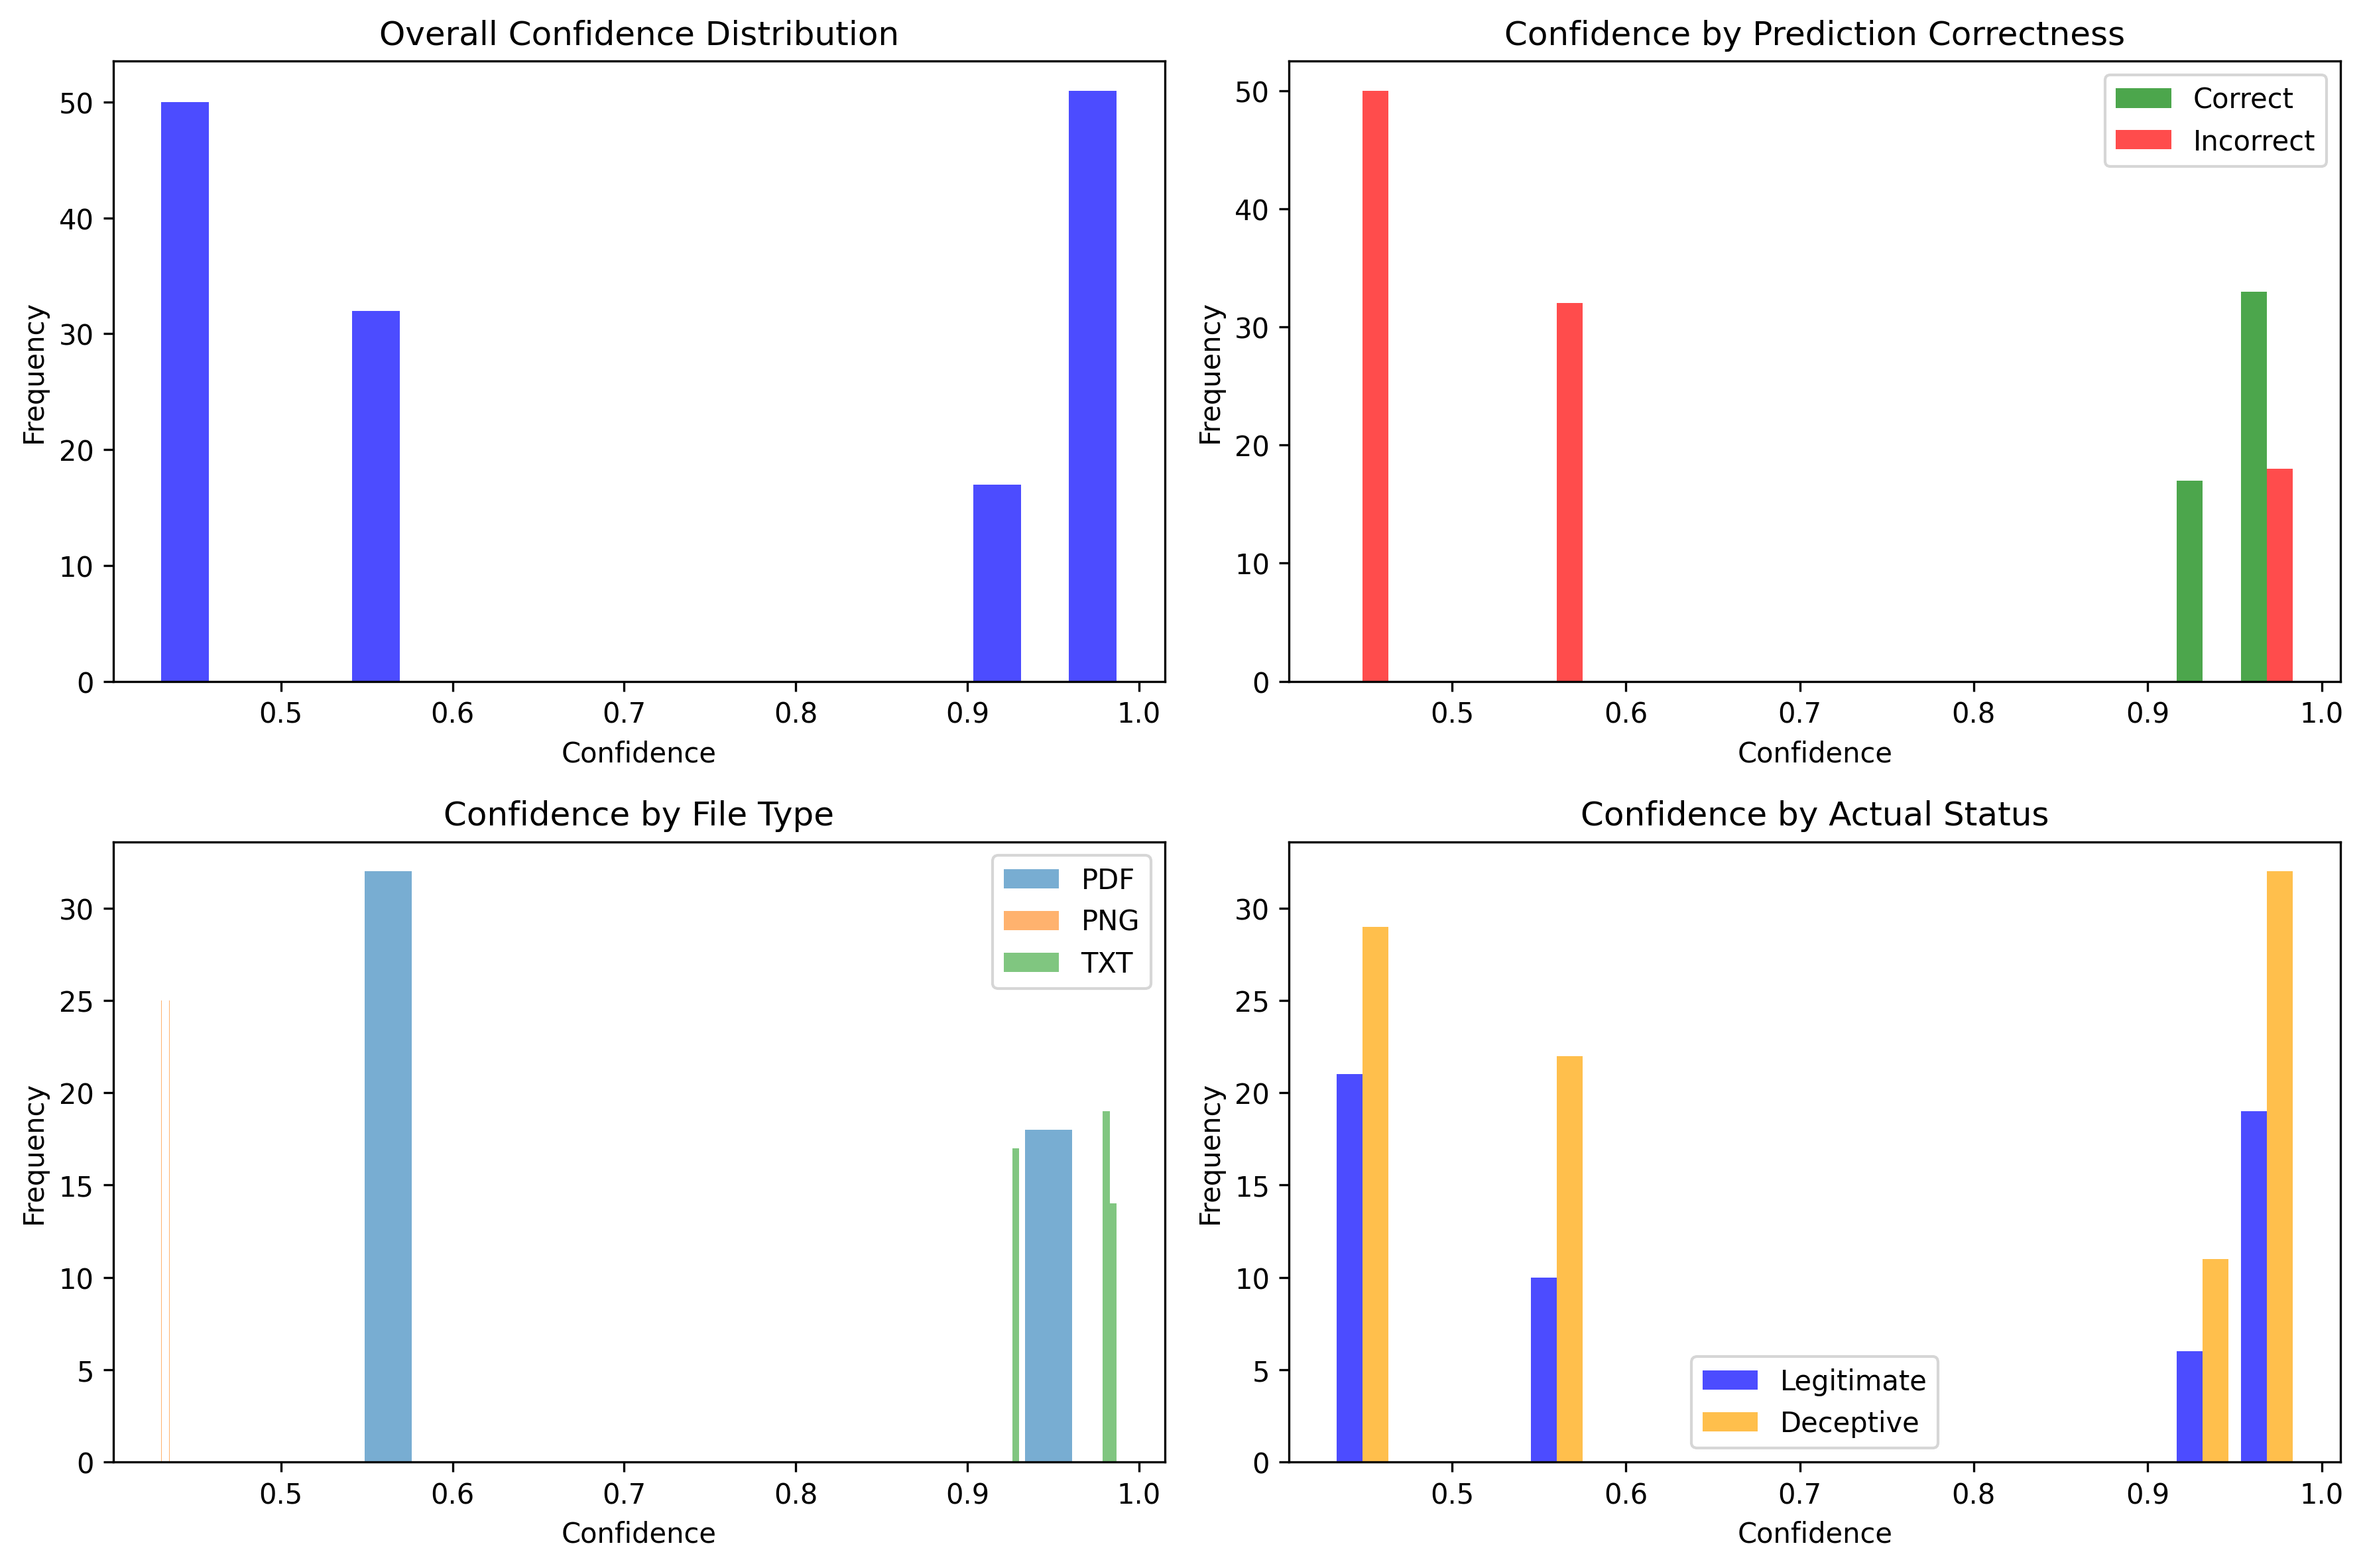 Overall Confidence Distribution
Frequency
50
40
30
20
10
0
0.5 0.6 0.7 0.8 0.9 1.0
Confidence
Confidence by Prediction Correctness
Frequency
50
40
30
20
10
0
0.5 0.6 0.7 0.8 0.9 1.0
Confidence
Correct
Incorrect
Confidence by File Type
Frequency
30
25
20
15
10
5
0
0.5 0.6 0.7 0.8 0.9 1.0
Confidence
PDF
PNG
TXT
Confidence by Actual Status
Frequency
30
25
20
15
10
5
0
0.5 0.6 0.7 0.8 0.9 1.0
Confidence
Legitimate
Deceptive